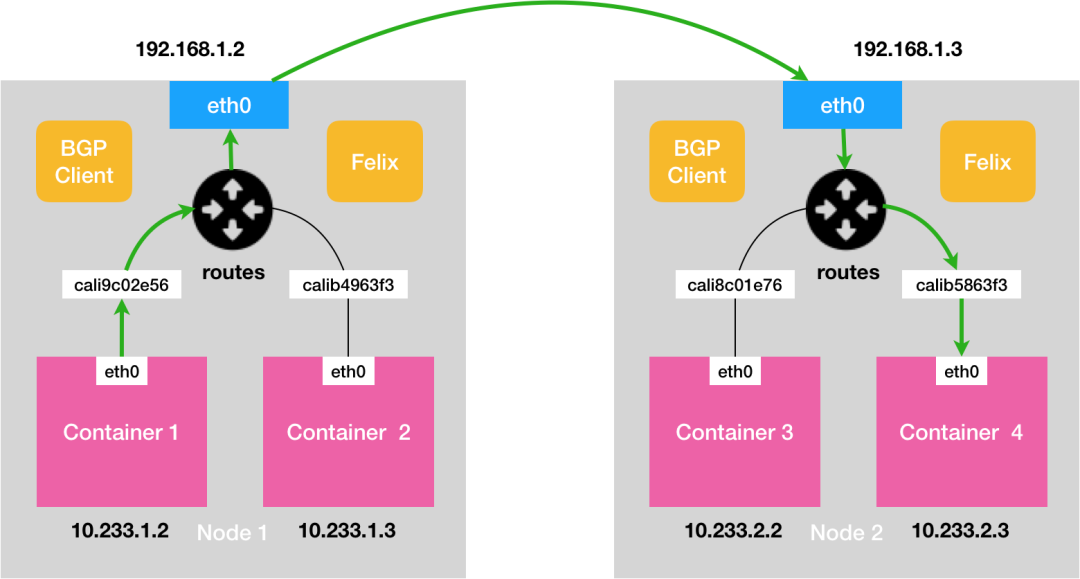 192.168.1.2
192.168.1.3
eth0
eth0
BGP
Client
Felix
BGP
Client
Felix
routes
routes
cali9c02e56
calib4963f3
cali8c01e76
calib5863f3
eth0
eth0
eth0
eth0
Container 1
Container 2
Container 3
Container 4
10.233.1.2
Node 1
10.233.1.3
10.233.2.2
Node 2
10.233.2.3